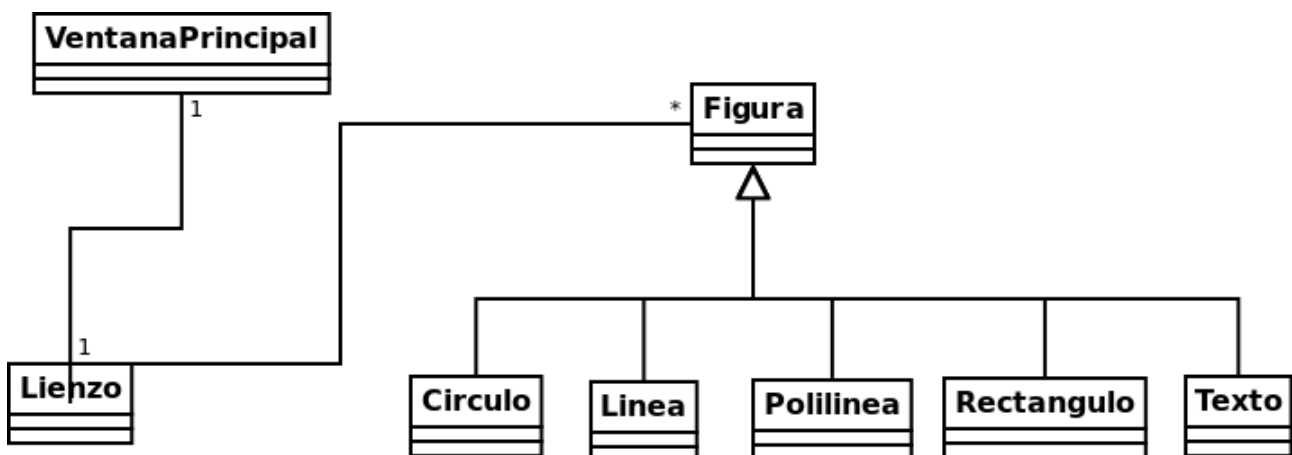 VentanaPrincipal
1
* Figura
1
Lienzo
Circulo
Linea
Polilinea
Rectangulo
Texto